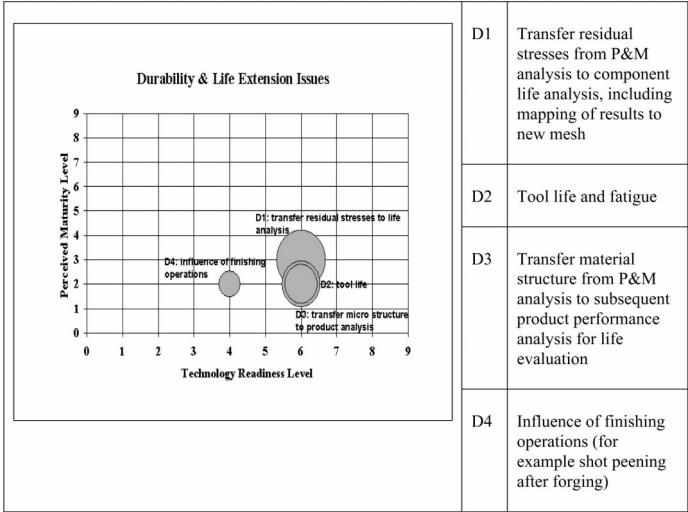 Durability & Life Extension Issues
Perceived Maturity Level
9
8
7
6
5
4
3
2
1
0
D1: transfer residual stresses to life
analysis
D4: influence of finishing
operations
D2: tool life
D3: transfer micro structure
to product analysis
0 1 2 3 4 5 6 7 8 9
Technology Readiness Level
D1 Transfer residual
stresses from P&M
analysis to component
life analysis, including
mapping of results to
new mesh
D2 Tool life and fatigue
D3 Transfer material
structure from P&M
analysis to subsequent
product performance
analysis for life
evaluation
D4 Influence of finishing
operations (for
example shot peening
after forging)